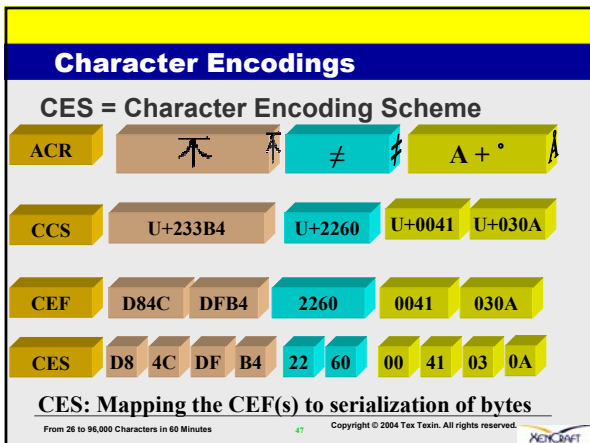 Character Encodings
CES = Character Encoding Scheme
ACR 𣎴 𣎴 ≠ ≠ A + ° Å
CCS U+233B4 U+2260 U+0041 U+030A
CEF D84C DFB4 2260 0041 030A
CES D8 4C DF B4 22 60 00 41 03 0A
CES: Mapping the CEF(s) to serialization of bytes
From 26 to 96,000 Characters in 60 Minutes 47 Copyright © 2004 Tex Texin. All rights reserved.
XENCRAFT